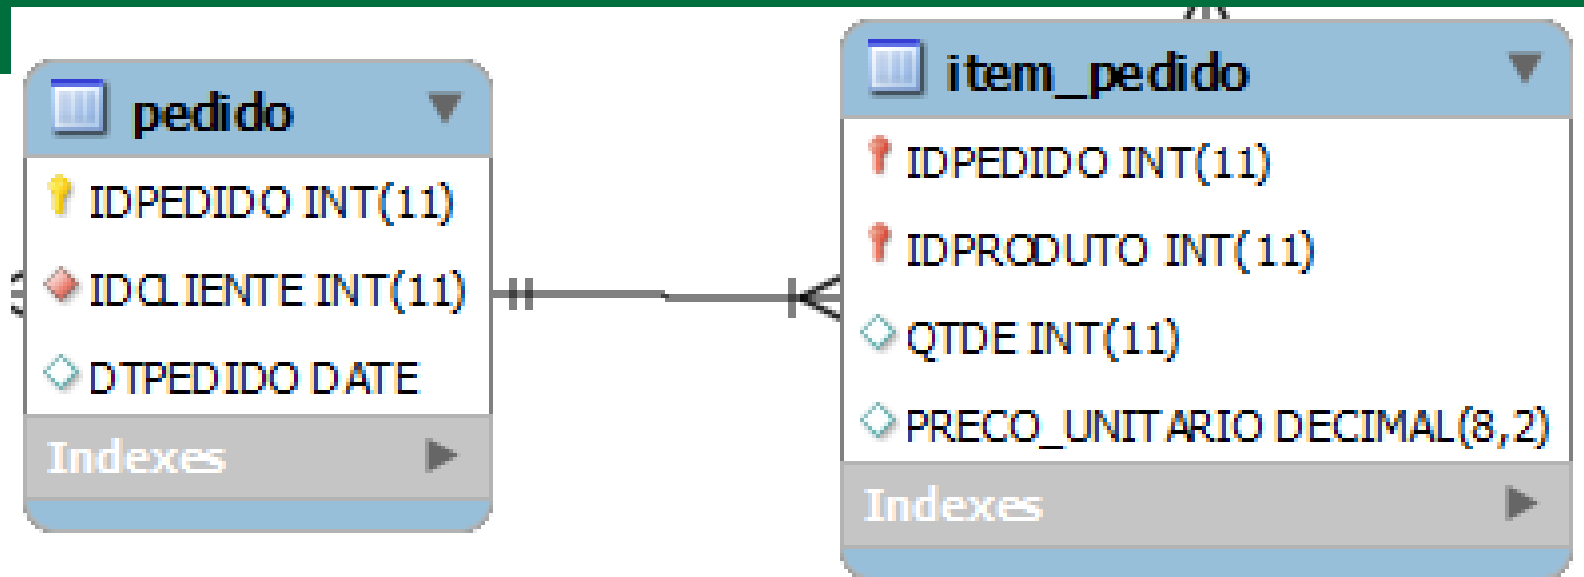 pedido
IDPEDIDO INT(11)
IDCLIENTE INT(11)
DTPEDIDO DATE
Indexes
item_pedido
IDPEDIDO INT(11)
IDPRODUTO INT(11)
QTDE INT(11)
PRECO_UNITARIO DECIMAL(8,2)
Indexes